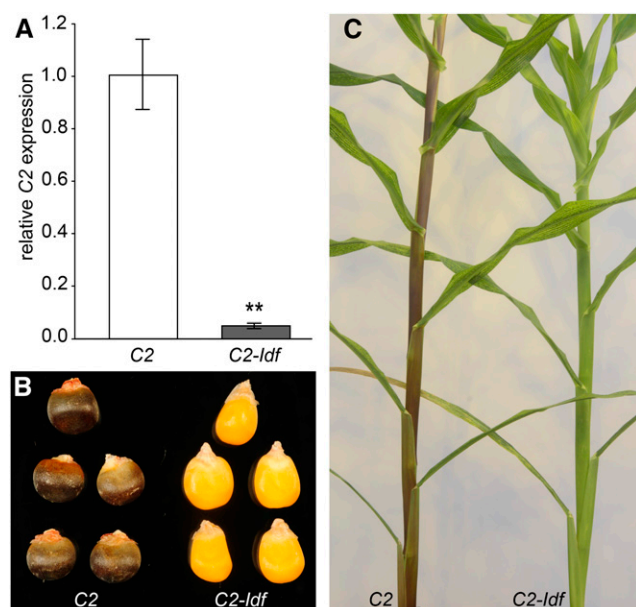 A
relative C2 expression
1.2
1.0
0.8
0.6
0.4
0.2
0.0
**
C2
C2-Idf
B
C2
C2-Idf
C
C2
C2-Idf